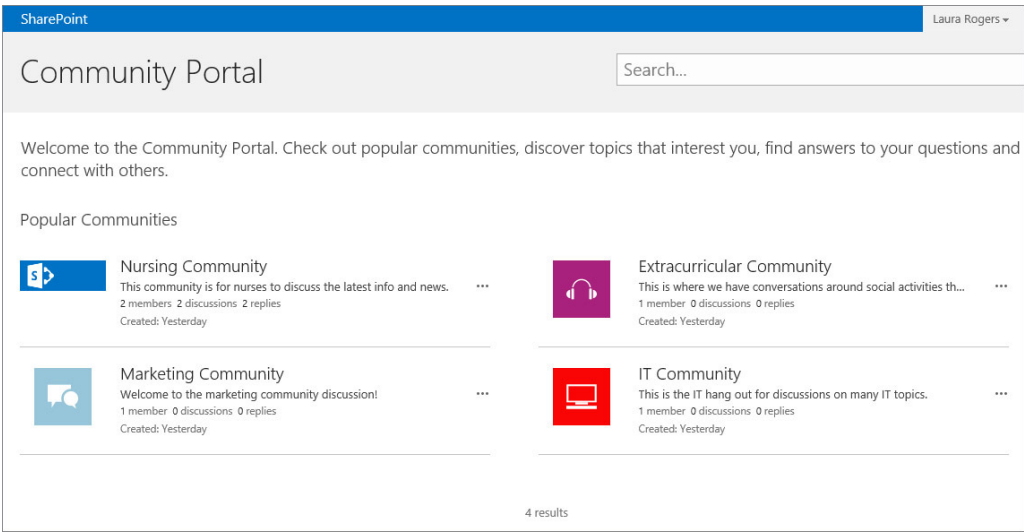 SharePoint
Laura Rogers
Community Portal
Search...
Welcome to the Community Portal. Check out popular communities, discover topics that interest you, find answers to your questions and
connect with others.
Popular Communities
S
Nursing Community
This community is for nurses to discuss the latest info and news.
...
2 members 2 discussions 2 replies
Created: Yesterday
Extracurricular Community
This is where we have conversations around social activities th...
...
1 member 0 discussions 0 replies
Created: Yesterday
Marketing Community
Welcome to the marketing community discussion!
...
1 member 0 discussions 0 replies
Created: Yesterday
IT Community
This is the IT hang out for discussions on many IT topics.
...
1 member 0 discussions 0 replies
Created: Yesterday
4 results